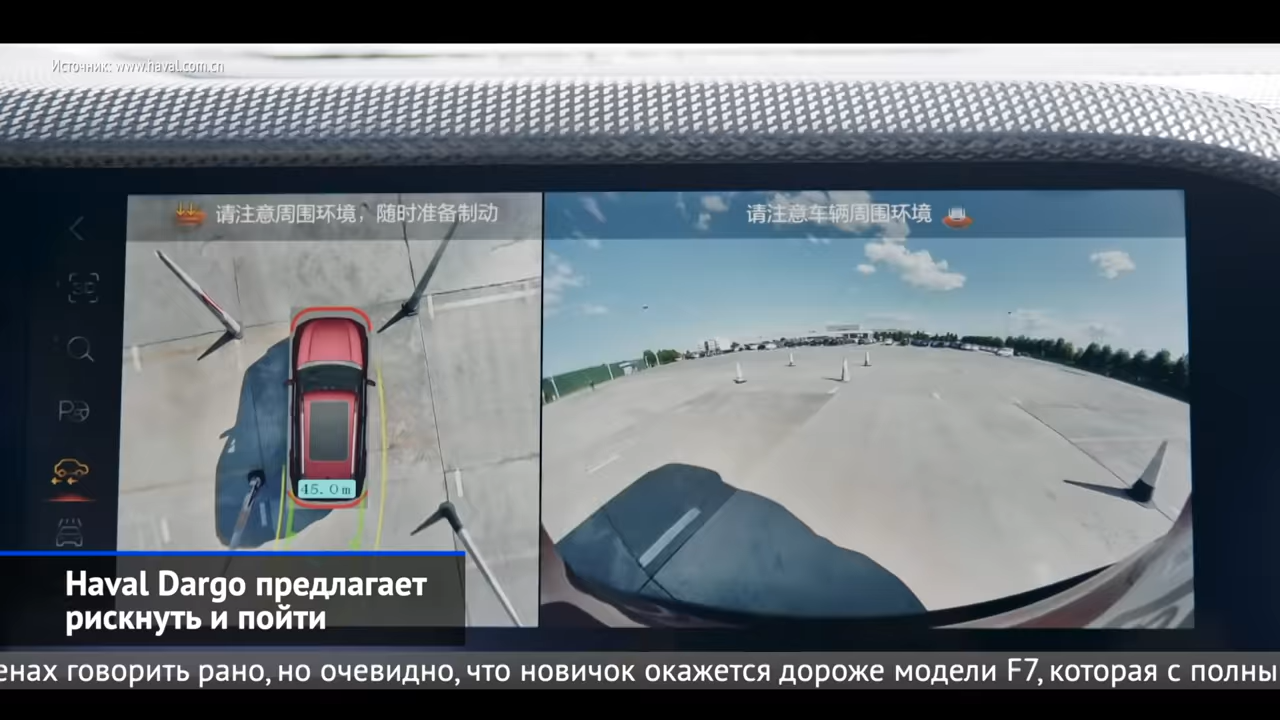 Источник: www.haval.com.cn
请注意周围环境，随时准备制动
请注意车辆周围环境
3D
P
45.0m
Haval Dargo предлагает
рискнуть и пойти
енах говорить рано, но очевидно, что новичок окажется дороже модели F7, которая с полны